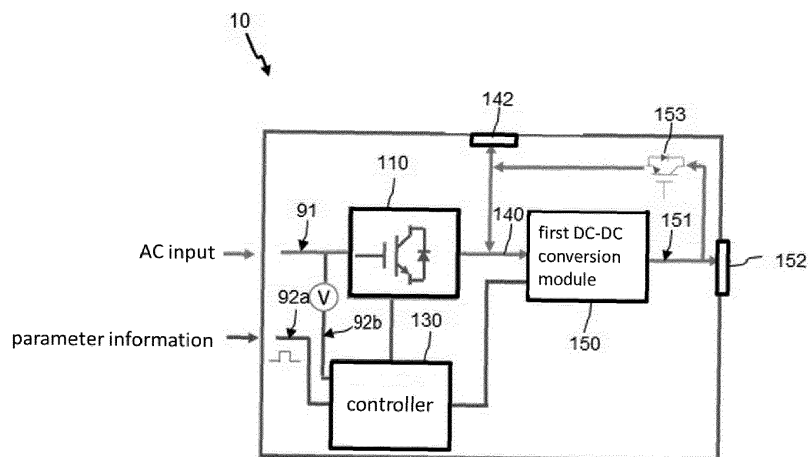 10
142
153
110
91
140
first DC-DC
conversion
module
151
AC input
152
V
92a
92b
130
150
parameter information
controller